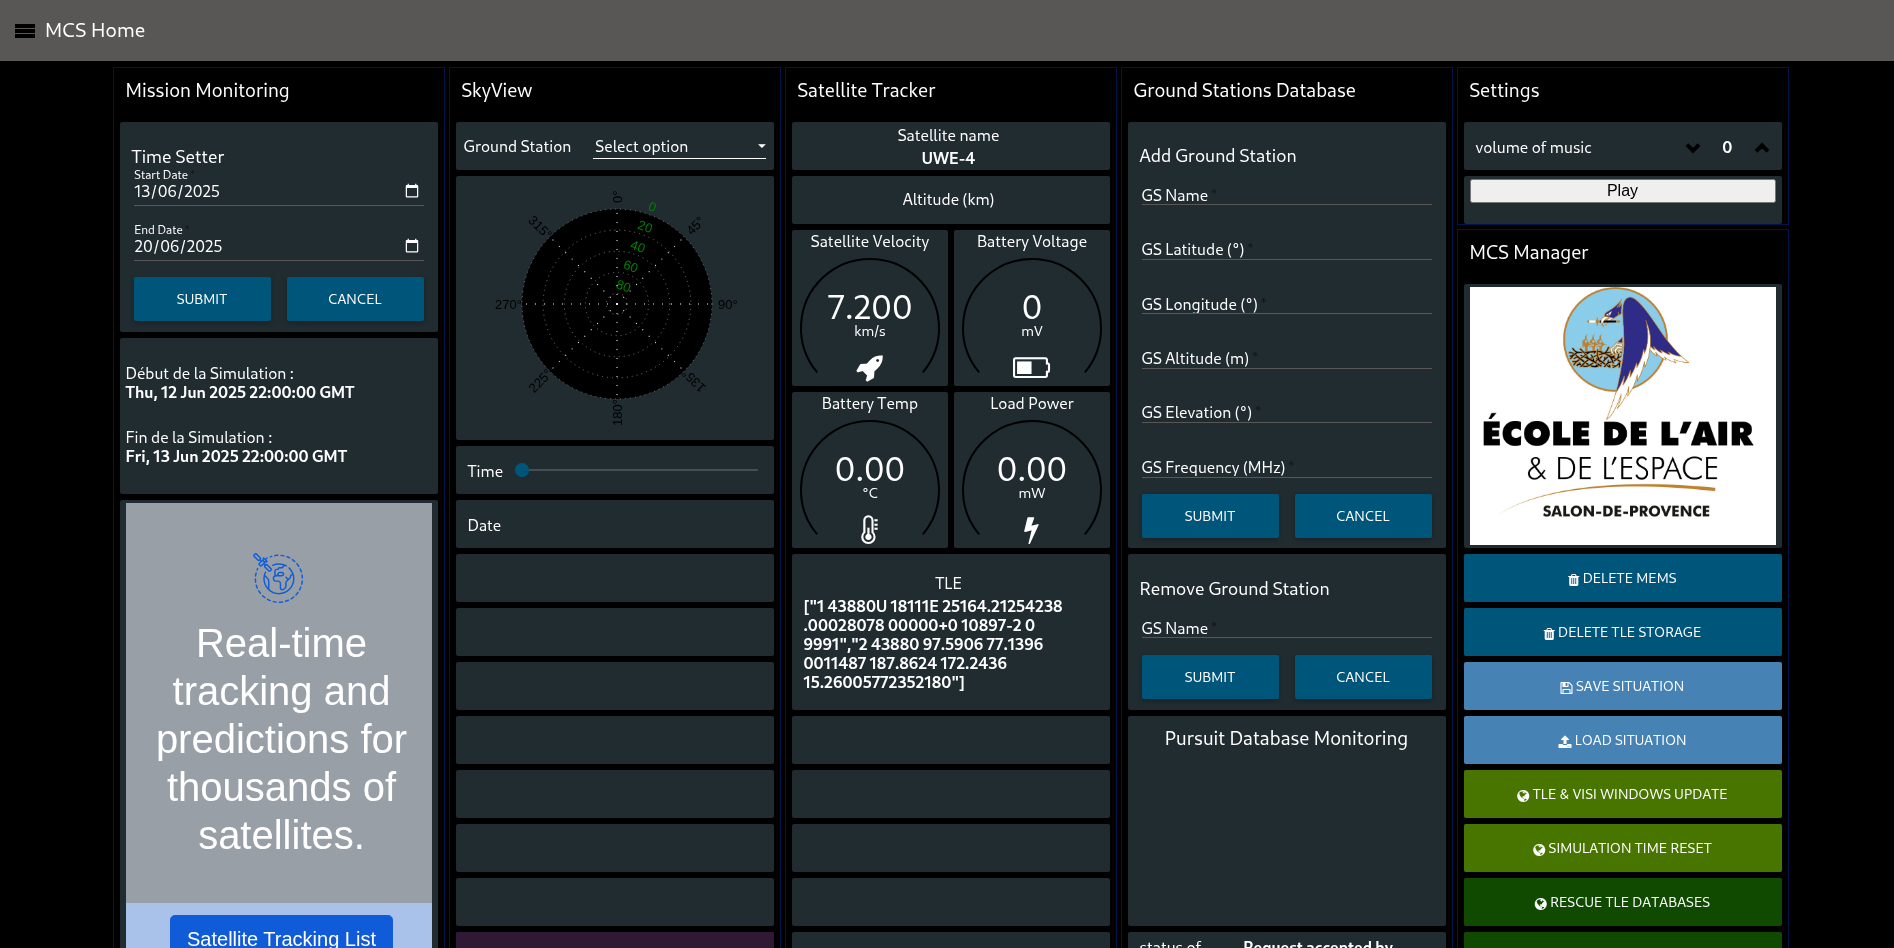 MCS Home
Mission Monitoring
Time Setter
Start Date *
13/06/2025
End Date *
20/06/2025
SUBMIT
CANCEL
Début de la Simulation :
Thu, 12 Jun 2025 22:00:00 GMT
Fin de la Simulation :
Fri, 13 Jun 2025 22:00:00 GMT
Real-time
tracking and
predictions for
thousands of
satellites.
Satellite Tracking List
SkyView
Ground Station
Select option
0°
45°
90°
135°
180°
225°
270°
315°
0
20
40
60
80
Time
Date
Satellite Tracker
Satellite name
UWE-4
Altitude (km)
Satellite Velocity
7.200
km/s
Battery Voltage
0
mV
Battery Temp
0.00
°C
Load Power
0.00
mW
TLE
["1 43880U 18111E 25164.21254238
.00028078 00000+0 10897-2 0
9991","2 43880 97.5906 77.1396
0011487 187.8624 172.2436
15.26005772352180"]
Ground Stations Database
Add Ground Station
GS Name *
GS Latitude (°) *
GS Longitude (°) *
GS Altitude (m) *
GS Elevation (°) *
GS Frequency (MHz) *
SUBMIT
CANCEL
Remove Ground Station
GS Name *
SUBMIT
CANCEL
Pursuit Database Monitoring
status of
Request accepted by
Settings
volume of music
0
Play
MCS Manager
ÉCOLE DE L'AIR
& DE L'ESPACE
SALON-DE-PROVENCE
DELETE MEMS
DELETE TLE STORAGE
SAVE SITUATION
LOAD SITUATION
TLE & VISI WINDOWS UPDATE
SIMULATION TIME RESET
RESCUE TLE DATABASES